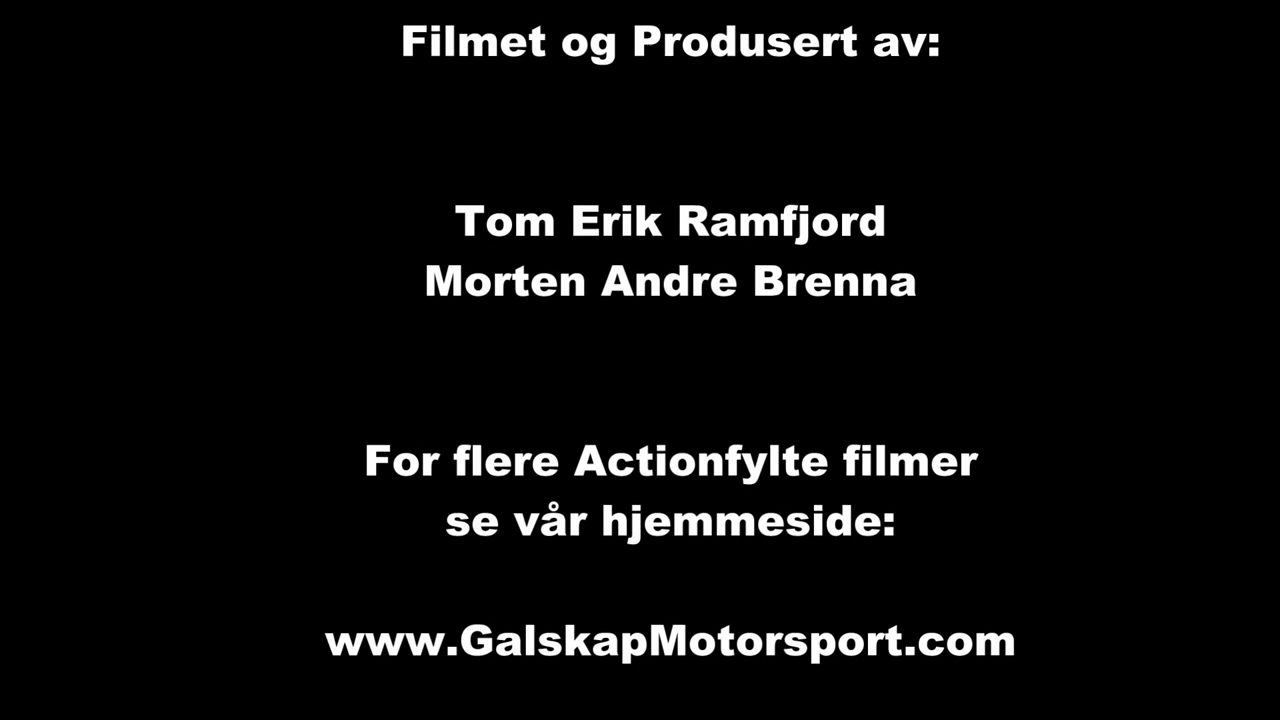 Filmet og Produsert av:
Tom Erik Ramfjord
Morten Andre Brenna
For flere Actionfylte filmer
se vår hjemmeside:
www.GalskapMotorsport.com